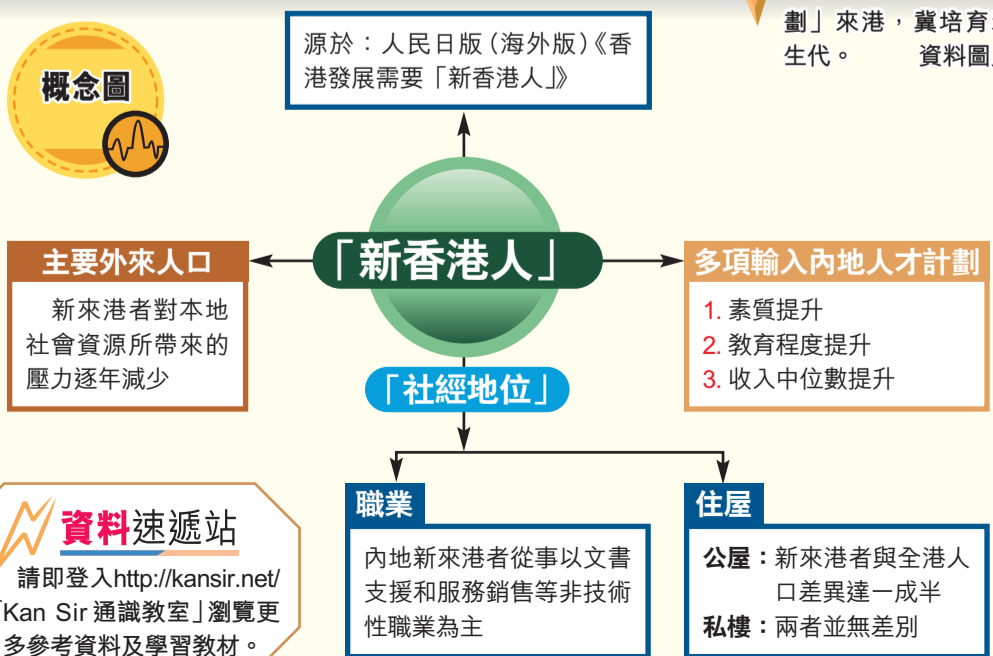 劃」來港，冀培育
生代。 資料圖
概念圖
源於：人民日版（海外版）《香
港發展需要「新香港人」》
「新香港人」
主要外來人口
新來港者對本地
社會資源所帶來的
壓力逐年減少
多項輸入內地人才計劃
1. 素質提升
2. 教育程度提升
3. 收入中位數提升
「社經地位」
職業
內地新來港者從事以文書
支援和服務銷售等非技術
性職業為主
住屋
公屋：新來港者與全港人
口差異達一成半
私樓：兩者並無差別
資料速遞站
請即登入http://kansir.net/
「Kan Sir 通識教室」瀏覽更
多參考資料及學習教材。